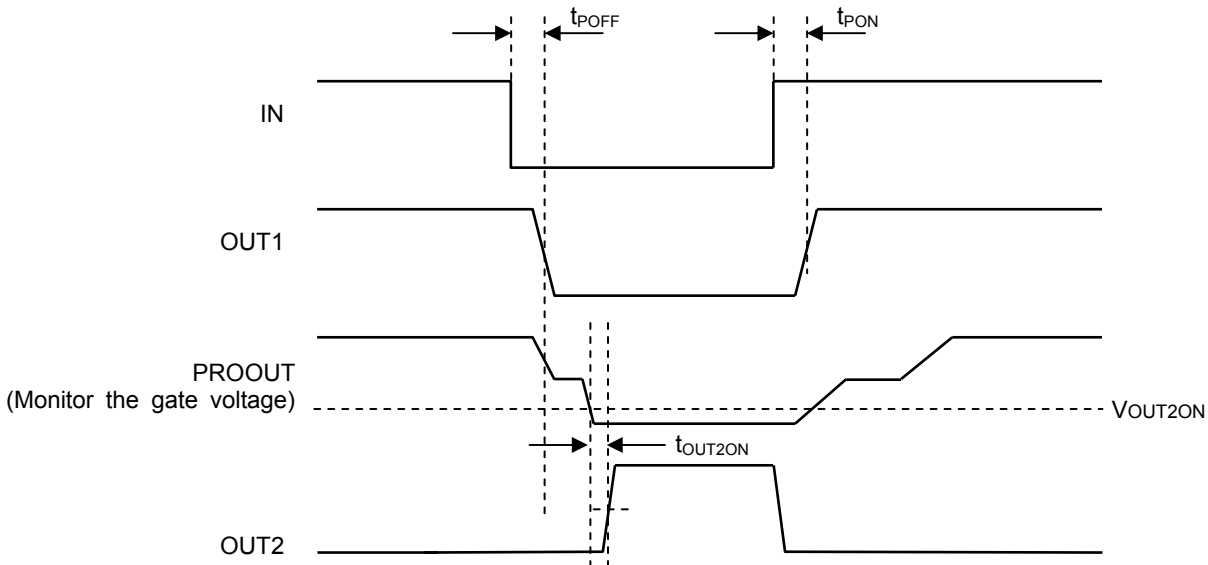 tPOFF
tPON
IN
OUT1
PROOUT
(Monitor the gate voltage)
VOUT2ON
tOUT2ON
OUT2